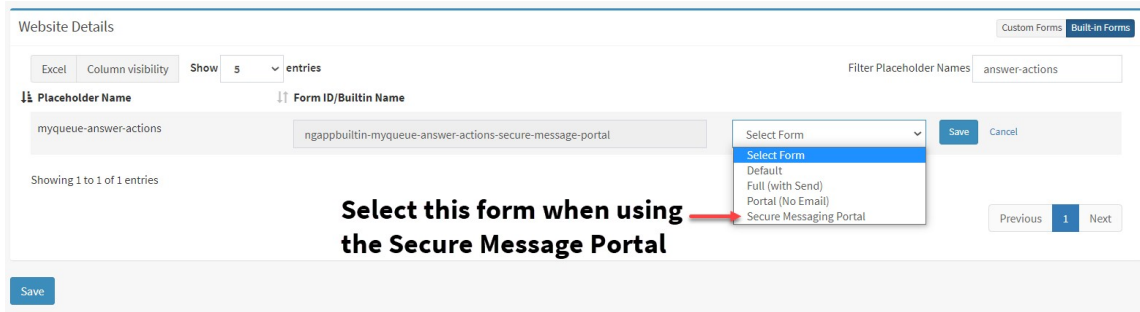 Website Details
Custom Forms Built-in Forms
Excel Column visibility Show 5 entries
Filter Placeholder Names answer-actions
Placeholder Name Form ID/Builtin Name
myqueue-answer-actions ngappbuiltin-myqueue-answer-actions-secure-message-portal Select Form Save Cancel
Select Form
Default
Full (with Send)
Portal (No Email)
Secure Messaging Portal
Showing 1 to 1 of 1 entries
Select this form when using
the Secure Message Portal
Previous 1 Next
Save